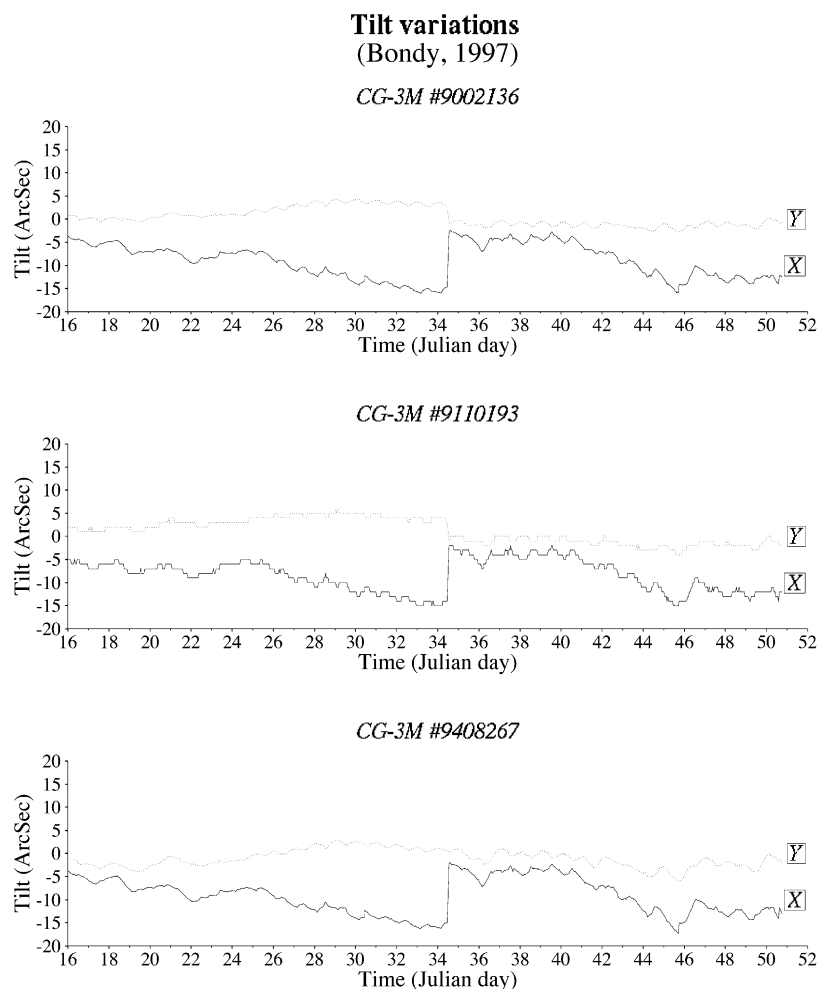 Tilt variations
(Bondy, 1997)
CG-3M #9002136
Tilt (ArcSec)
20
15
10
5
0
-5
-10
-15
-20
Y
X
16 18 20 22 24 26 28 30 32 34 36 38 40 42 44 46 48 50 52
Time (Julian day)
CG-3M #9110193
Tilt (ArcSec)
20
15
10
5
0
-5
-10
-15
-20
Y
X
16 18 20 22 24 26 28 30 32 34 36 38 40 42 44 46 48 50 52
Time (Julian day)
CG-3M #9408267
Tilt (ArcSec)
20
15
10
5
0
-5
-10
-15
-20
Y
X
16 18 20 22 24 26 28 30 32 34 36 38 40 42 44 46 48 50 52
Time (Julian day)